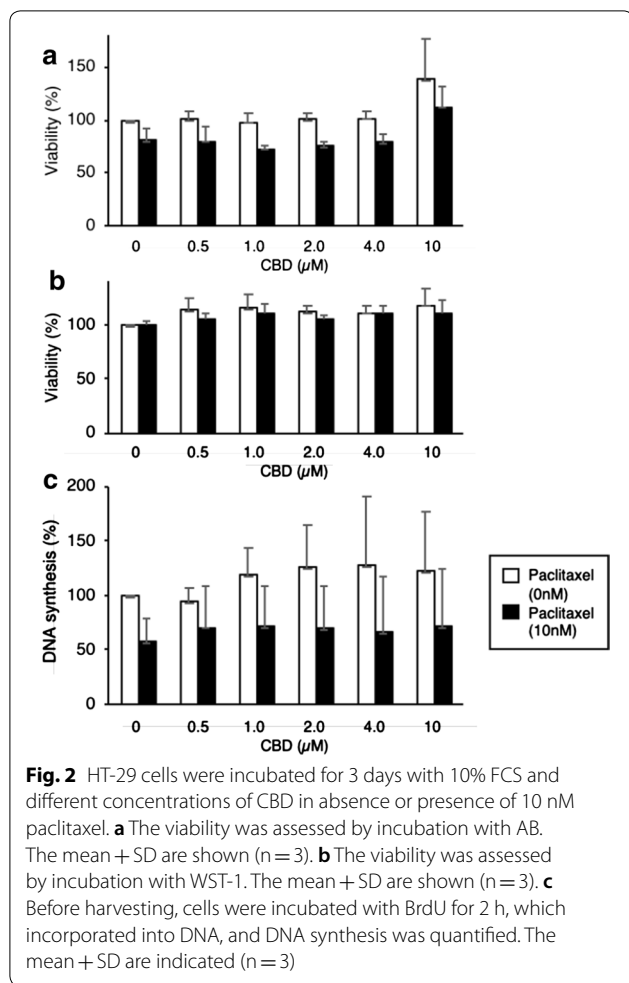 a
Viability (%)
150
100
50
0
0 0.5 1.0 2.0 4.0 10
CBD (µM)
b
Viability (%)
100
50
0
0 0.5 1.0 2.0 4.0 10
CBD (µM)
c
DNA synthesis (%)
200
150
100
50
0
0 0.5 1.0 2.0 4.0 10
CBD (µM)
Paclitaxel
(0nM)
Paclitaxel
(10nM)
Fig. 2 HT-29 cells were incubated for 3 days with 10% FCS and
different concentrations of CBD in absence or presence of 10 nM
paclitaxel. a The viability was assessed by incubation with AB.
The mean + SD are shown (n = 3). b The viability was assessed
by incubation with WST-1. The mean + SD are shown (n = 3). c
Before harvesting, cells were incubated with BrdU for 2 h, which
incorporated into DNA, and DNA synthesis was quantified. The
mean + SD are indicated (n = 3)